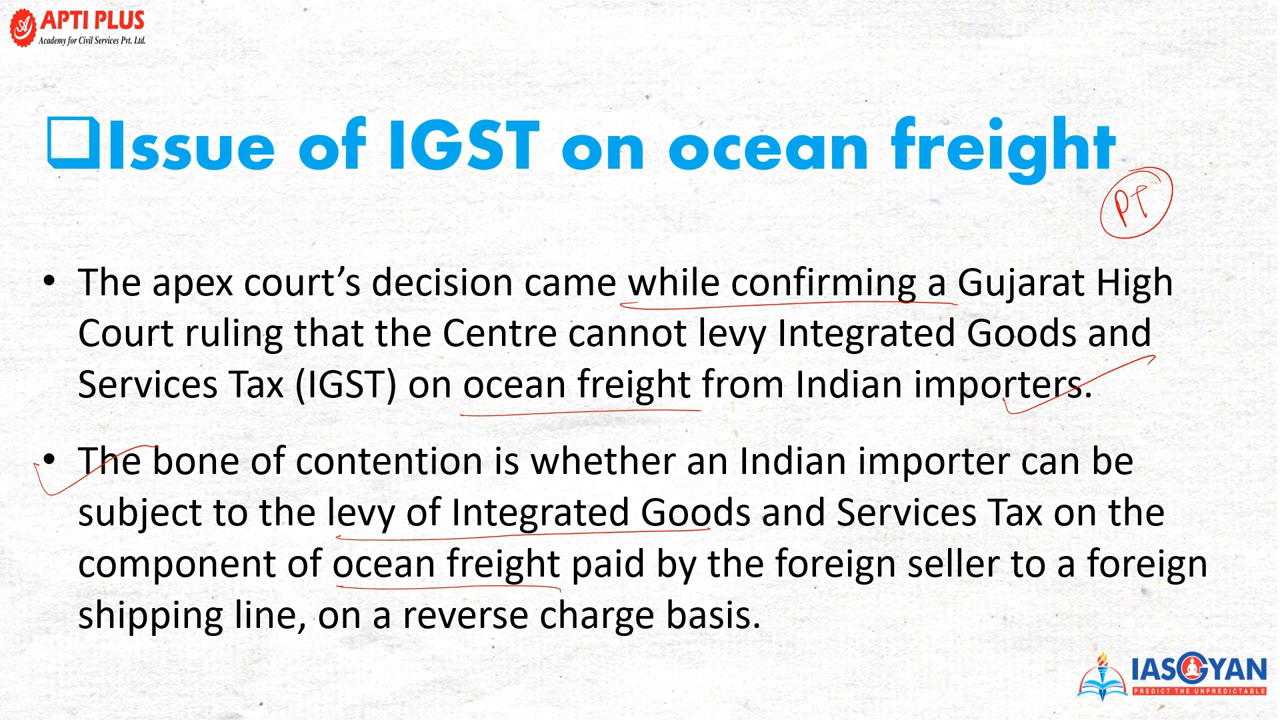 APTI PLUS
Academy for Civil Services Pvt. Ltd.
❑Issue of IGST on ocean freight
PT
• The apex court’s decision came while confirming a Gujarat High
Court ruling that the Centre cannot levy Integrated Goods and
Services Tax (IGST) on ocean freight from Indian importers.
• The bone of contention is whether an Indian importer can be
subject to the levy of Integrated Goods and Services Tax on the
component of ocean freight paid by the foreign seller to a foreign
shipping line, on a reverse charge basis.
IASGYAN
PREDICT THE UNPREDICTABLE